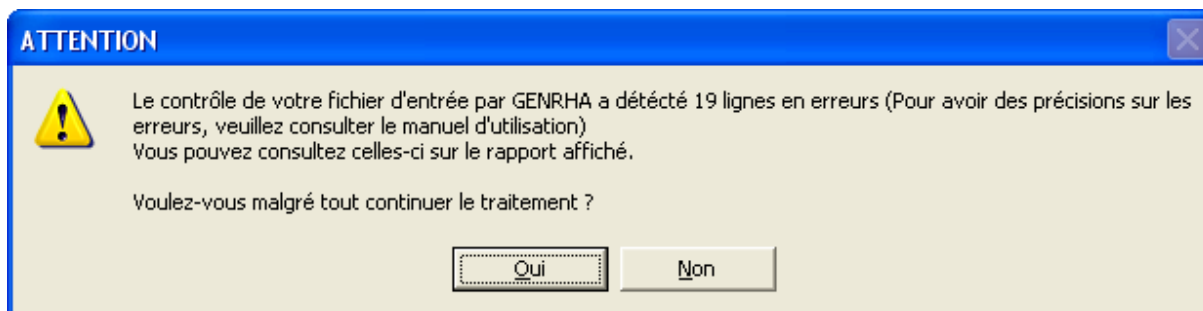 ATTENTION
Le contrôle de votre fichier d'entrée par GENRHA a détécté 19 lignes en erreurs (Pour avoir des précisions sur les
erreurs, veuillez consulter le manuel d'utilisation)
Vous pouvez consultez celles-ci sur le rapport affiché.
Voulez-vous malgré tout continuer le traitement ?
Oui
Non